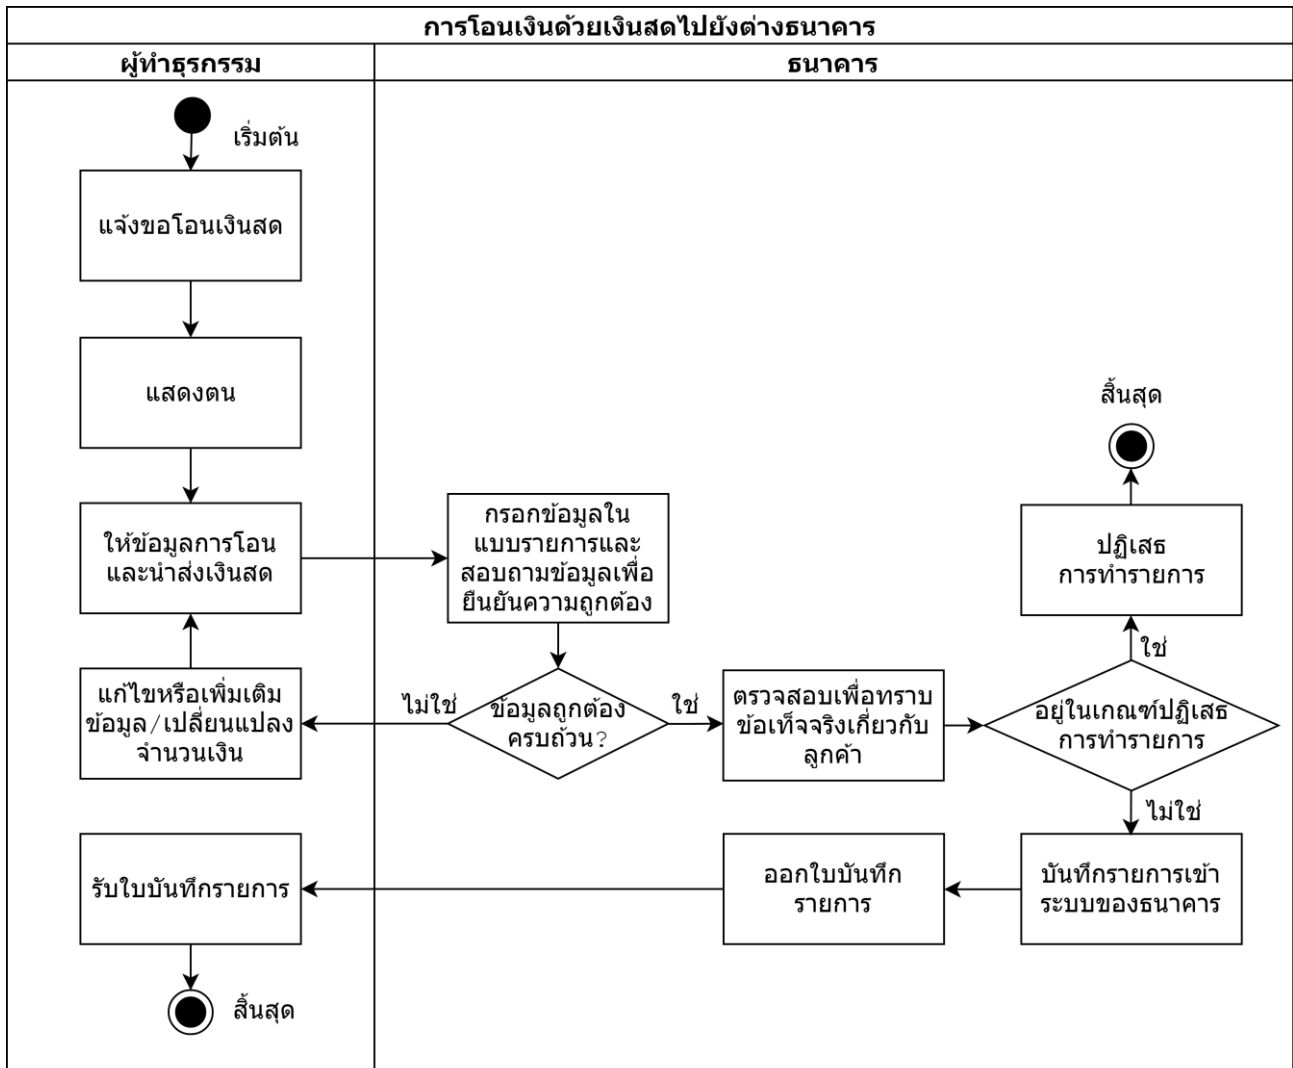 การโอนเงินด้วยเงินสดไปยังต่างธนาคาร
ผู้ทำธุรกรรม
ธนาคาร
เริ่มต้น
แจ้งขอโอนเงินสด
แสดงตน
ให้ข้อมูลการโอน
และนำส่งเงินสด
กรอกข้อมูลใน
แบบรายการและ
สอบถามข้อมูลเพื่อ
ยืนยันความถูกต้อง
ข้อมูลถูกต้อง
ครบถ้วน?
ไม่ใช่
แก้ไขหรือเพิ่มเติม
ข้อมูล/เปลี่ยนแปลง
จำนวนเงิน
ใช่
ตรวจสอบเพื่อทราบ
ข้อเท็จจริงเกี่ยวกับ
ลูกค้า
อยู่ในเกณฑ์ปฏิเสธ
การทำรายการ
ใช่
ปฏิเสธ
การทำรายการ
สิ้นสุด
ไม่ใช่
บันทึกรายการเข้า
ระบบของธนาคาร
ออกใบบันทึก
รายการ
รับใบบันทึกรายการ
สิ้นสุด